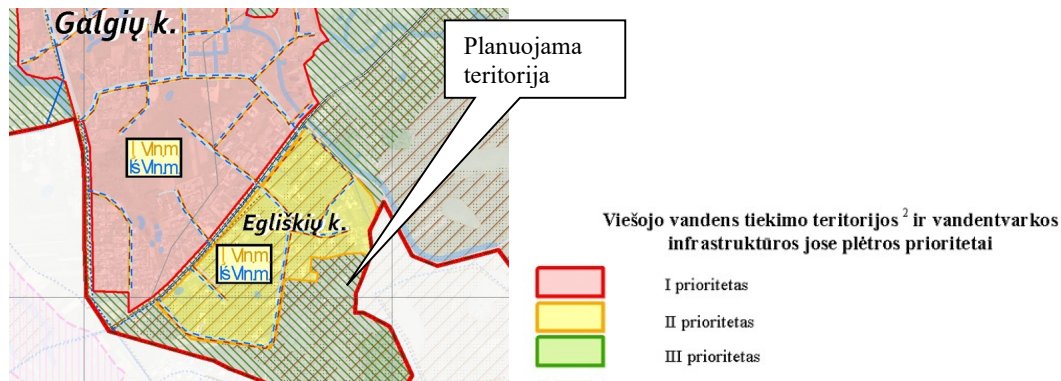 Galgių k.
Planuojama
teritorija
Į Vln.m.
Iš Vln.m.
Egliškių k.
Į Vln.m.
Iš Vln.m.
Viešojo vandens tiekimo teritorijos 2 ir vandentvarkos
infrastruktūros jose plėtros prioritetai
I prioritetas
II prioritetas
III prioritetas